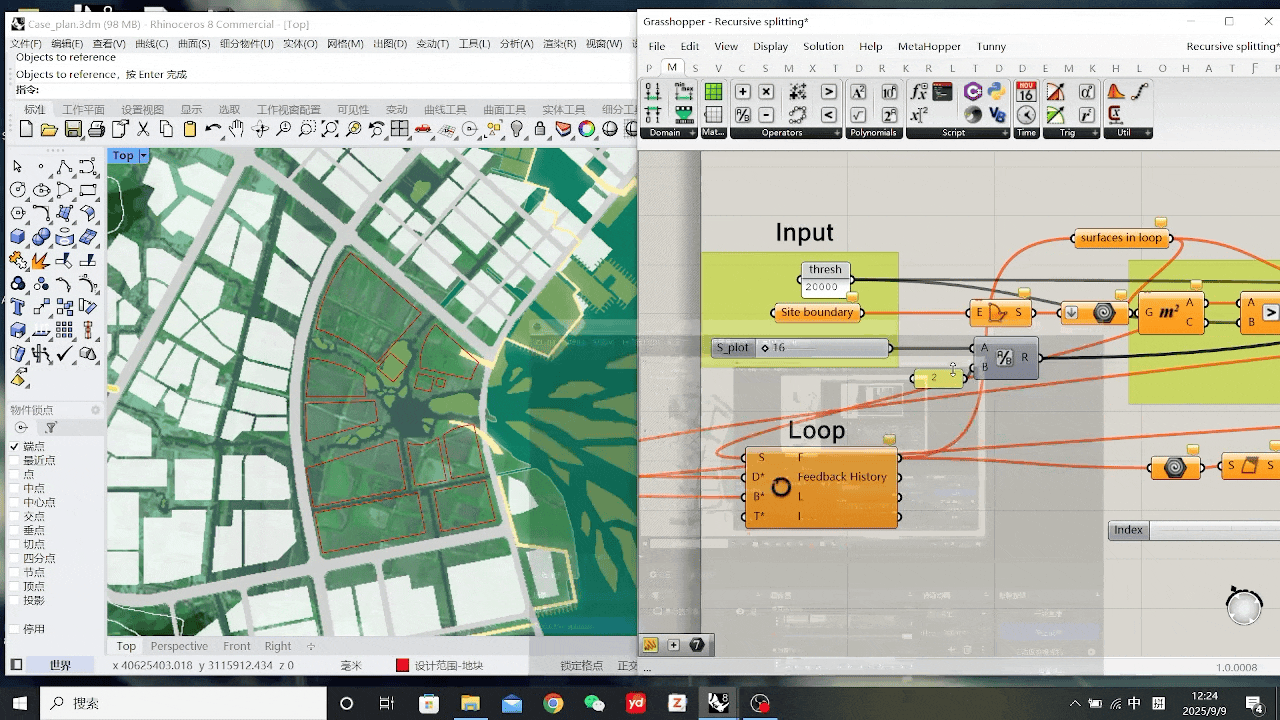 Case_plan.3dm (98 MB) - Rhinoceros 8 Commercial - [Top]
文件(F) 编辑(E) 查看(V) 曲线(C) 曲面(S) 细分物件(U) 实体(O) 网格(M) 出图(D) 变动(T) 工具(L) 分析(A) 渲染(R) 视窗(W)
Objects to reference
Objects to reference，按 Enter 完成
指令:
标准 工作平面 设置视图 显示 选取 工作视窗配置 可见性 变动 曲线工具 曲面工具 实体工具 细分工
Top
物件锁点
端点
最近点
点
中点
中心点
交点
垂点
切点
四分点
节点
顶点
投影
停用
Top Perspective Front Right
世界 x 40625403.018 毫米 设计范围-地块 锁定格点 正交
Grasshopper - Recursive splitting*
File Edit View Display Solution Help MetaHopper Tunny Recursive splitting*
P M S V C S M X D W B K R K L T D D E M K M L H L O H A T F P
Domain Mat... Operators Polynomials Script Time Trig Util
NOV
16
Input
thresh
20000
Site boundary
S_plot 16
2
A
B
A/B
R
E S
surfaces in loop
G m² A
C
A
B
Loop
S F
D* Feedback History
B* L
T* I
S S
Index
1.0.0008
搜索
中 拼
12:24
2025/9/9